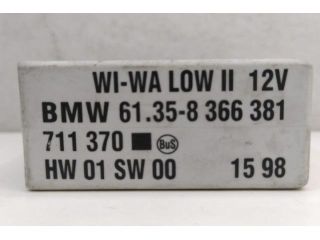 WI-WA LOW II 12V
BMW 61.35-8 366 381
711 370 BuS
HW 01 SW 00 15 98